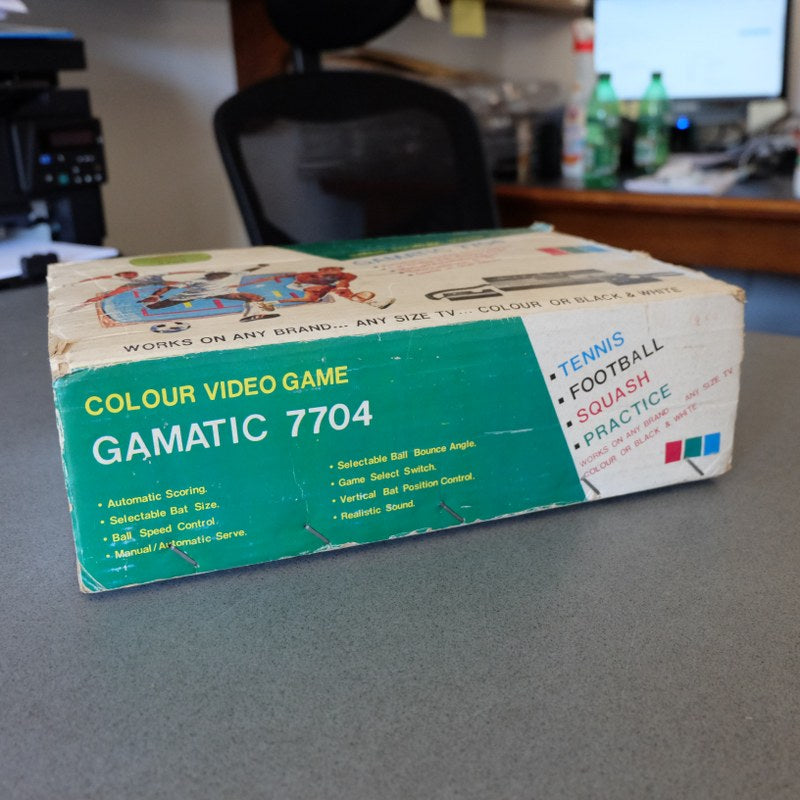 WORKS ON ANY BRAND... ANY SIZE TV... COLOUR OR BLACK & WHITE
COLOUR VIDEO GAME
GAMATIC 7704
• Automatic Scoring.
• Selectable Bat Size.
• Ball Speed Control.
• Manual/Automatic Serve.
• Selectable Ball Bounce Angle.
• Game Select Switch.
• Vertical Bat Position Control.
• Realistic Sound.
▪ TENNIS
▪ FOOTBALL
▪ SQUASH
▪ PRACTICE
WORKS ON ANY BRAND ANY SIZE TV
COLOUR OR BLACK & WHITE